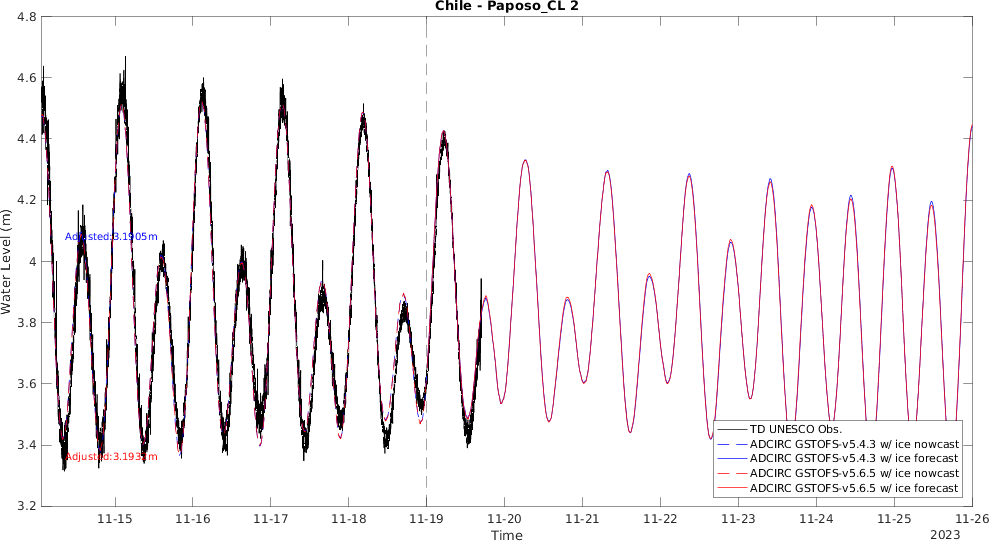 Chile - Paposo_CL 2
4.8
4.6
4.4
4.2
4
3.8
3.6
3.4
3.2
Water Level (m)
Adjusted:3.1905m
TD UNESCO Obs.
ADCIRC GSTOFS-v5.4.3 w/ ice nowcast
ADCIRC GSTOFS-v5.4.3 w/ ice forecast
ADCIRC GSTOFS-v5.6.5 w/ ice nowcast
ADCIRC GSTOFS-v5.6.5 w/ ice forecast
11-15
11-16
11-17
11-18
11-19
11-20
11-21
11-22
11-23
11-24
11-25
11-26
Time
2023